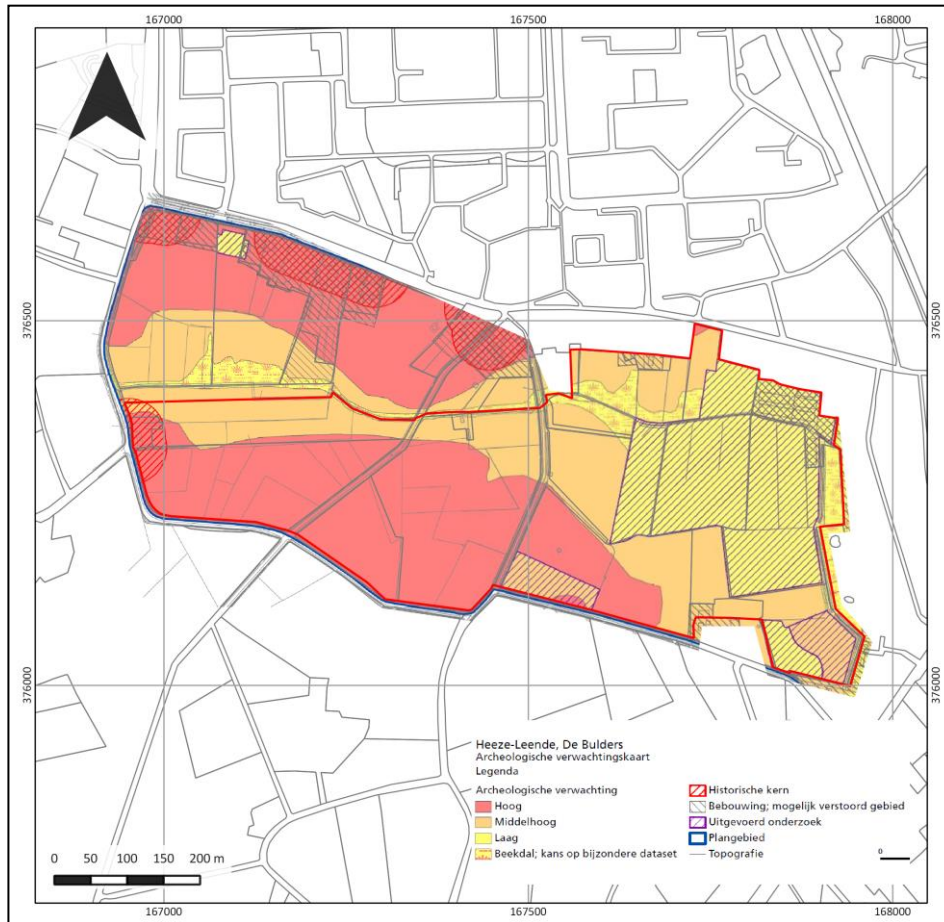 167000
167500
168000
376500
376500
376000
376000
Heeze-Leende, De Bulders
Archeologische verwachtingskaart
Legenda
Archeologische verwachting
Hoog
Middelhoog
Laag
Beekdal; kans op bijzondere dataset
Historische kern
Bebouwing; mogelijk verstoord gebied
Uitgevoerd onderzoek
Plangebied
Topografie
0
0 50 100 150 200 m
167000
167500
168000